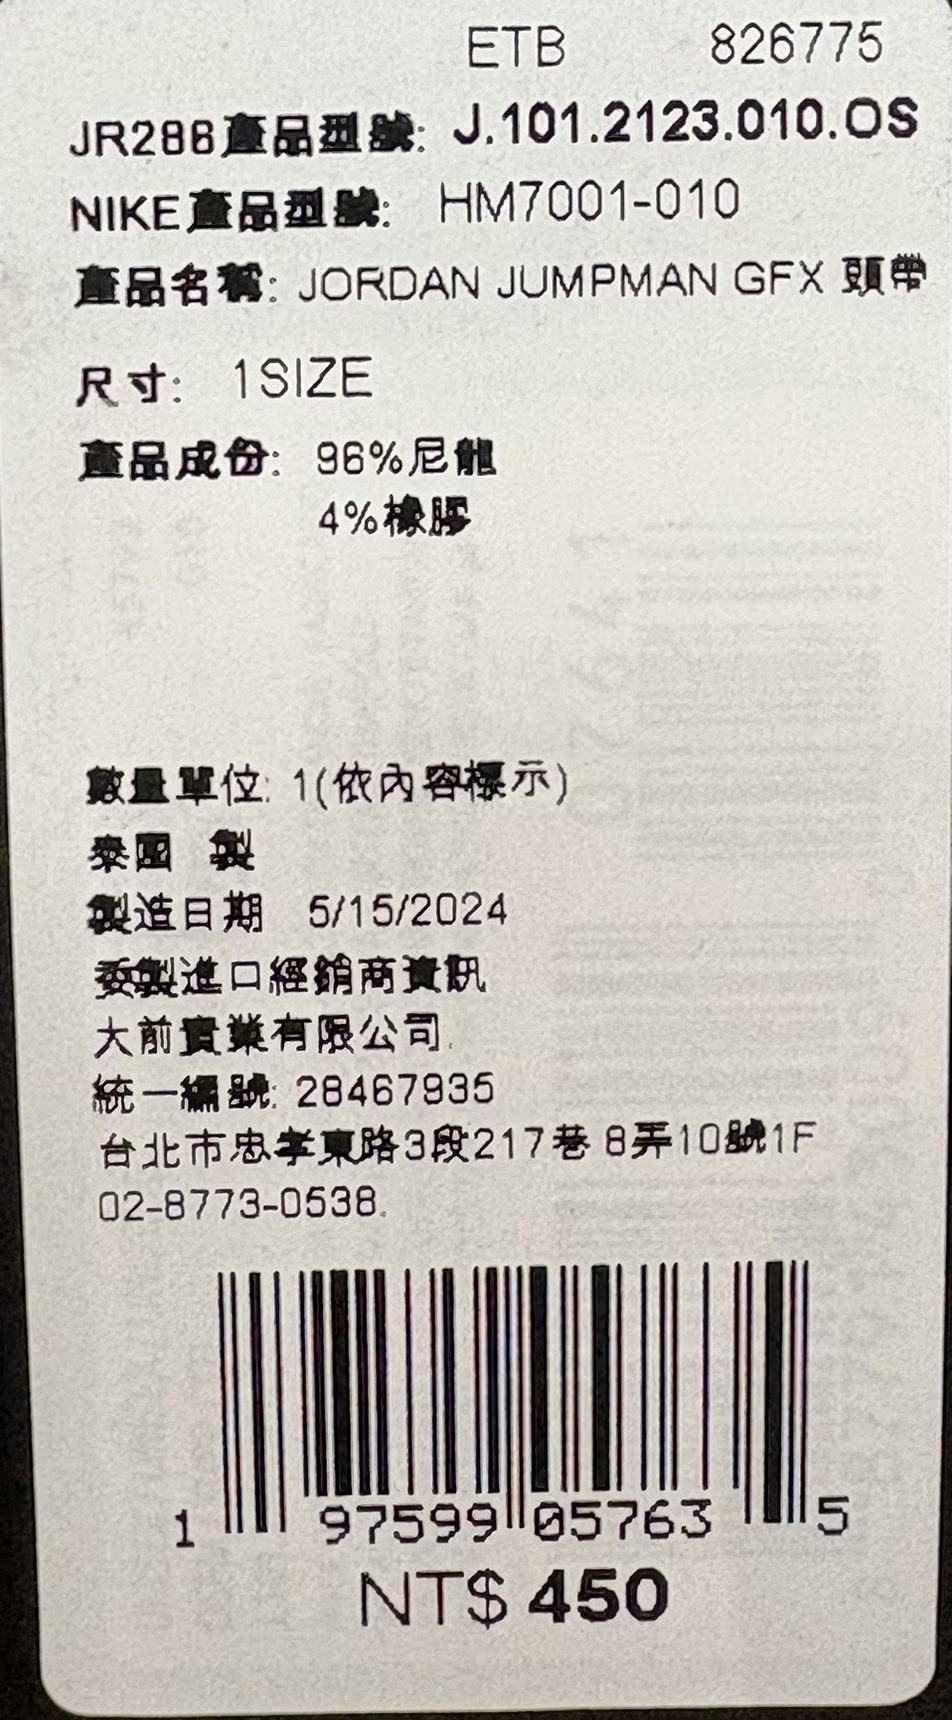 ETB 826775
JR286產品型號: J.101.2123.010.OS
NIKE產品型號: HM7001-010
產品名稱: JORDAN JUMPMAN GFX 頭帶
尺寸: 1SIZE
產品成份: 96%尼龍
4%橡膠
數量單位: 1(依內容標示)
泰國 製
製造日期 5/15/2024
委製進口經銷商資訊
大前實業有限公司.
統一編號: 28467935
台北市忠孝東路3段217巷 8弄10號1F
02-8773-0538.
1 97599 05763 5
NT$ 450